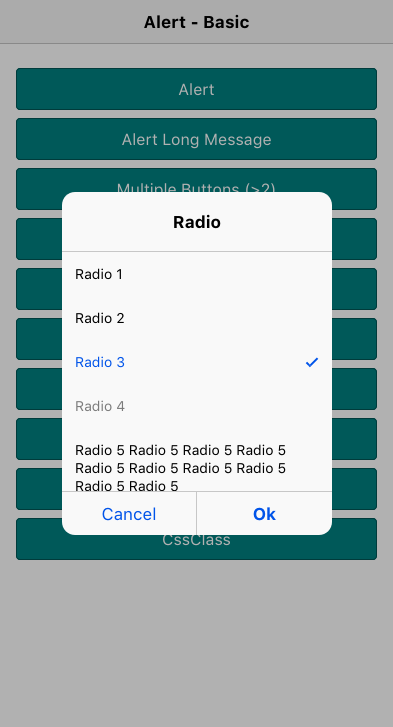 Alert - Basic
Alert
Alert Long Message
Multiple Buttons (>2)
Radio
Radio 1
Radio 2
Radio 3
Radio 4
Radio 5 Radio 5 Radio 5 Radio 5
Radio 5 Radio 5 Radio 5 Radio 5
Radio 5 Radio 5
Cancel
Ok
CssClass